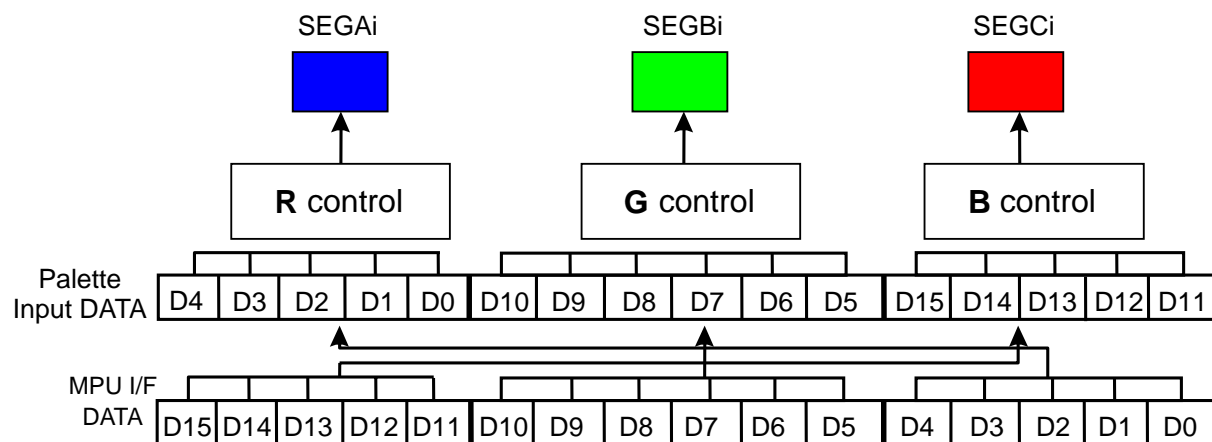 SEGAi SEGBi SEGCi
R control G control B control
Palette
Input DATA
D4 D3 D2 D1 D0 D10 D9 D8 D7 D6 D5 D15 D14 D13 D12 D11
MPU I/F
DATA
D15 D14 D13 D12 D11 D10 D9 D8 D7 D6 D5 D4 D3 D2 D1 D0